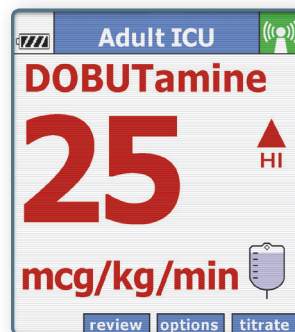 Adult ICU
DOBUTamine
25
HI
mcg/kg/min
review options titrate